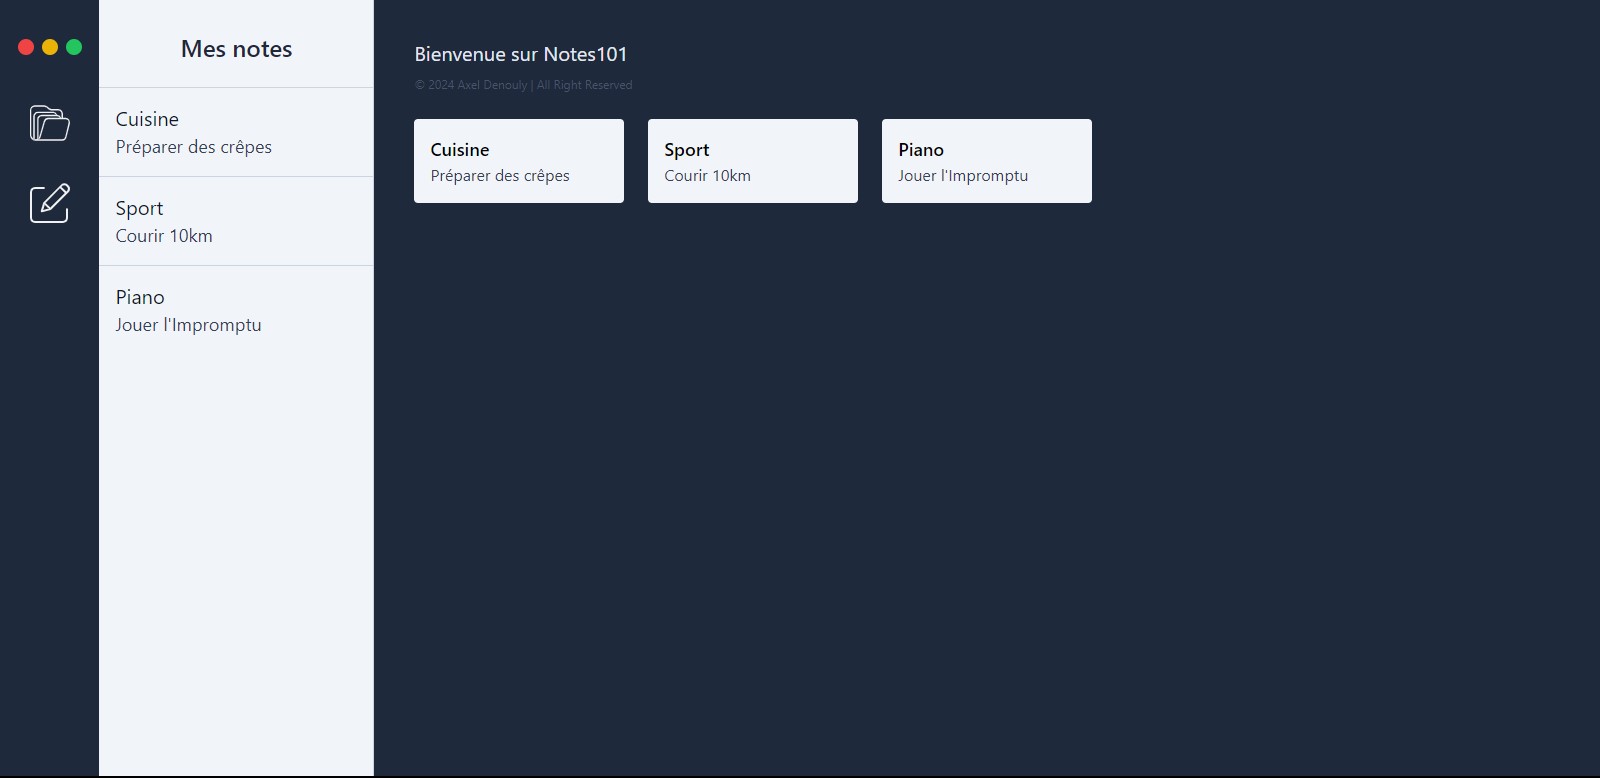 Mes notes
Cuisine
Préparer des crêpes
Sport
Courir 10km
Piano
Jouer l'Impromptu
Bienvenue sur Notes101
© 2024 Axel Denouly | All Right Reserved
Cuisine
Préparer des crêpes
Sport
Courir 10km
Piano
Jouer l'Impromptu